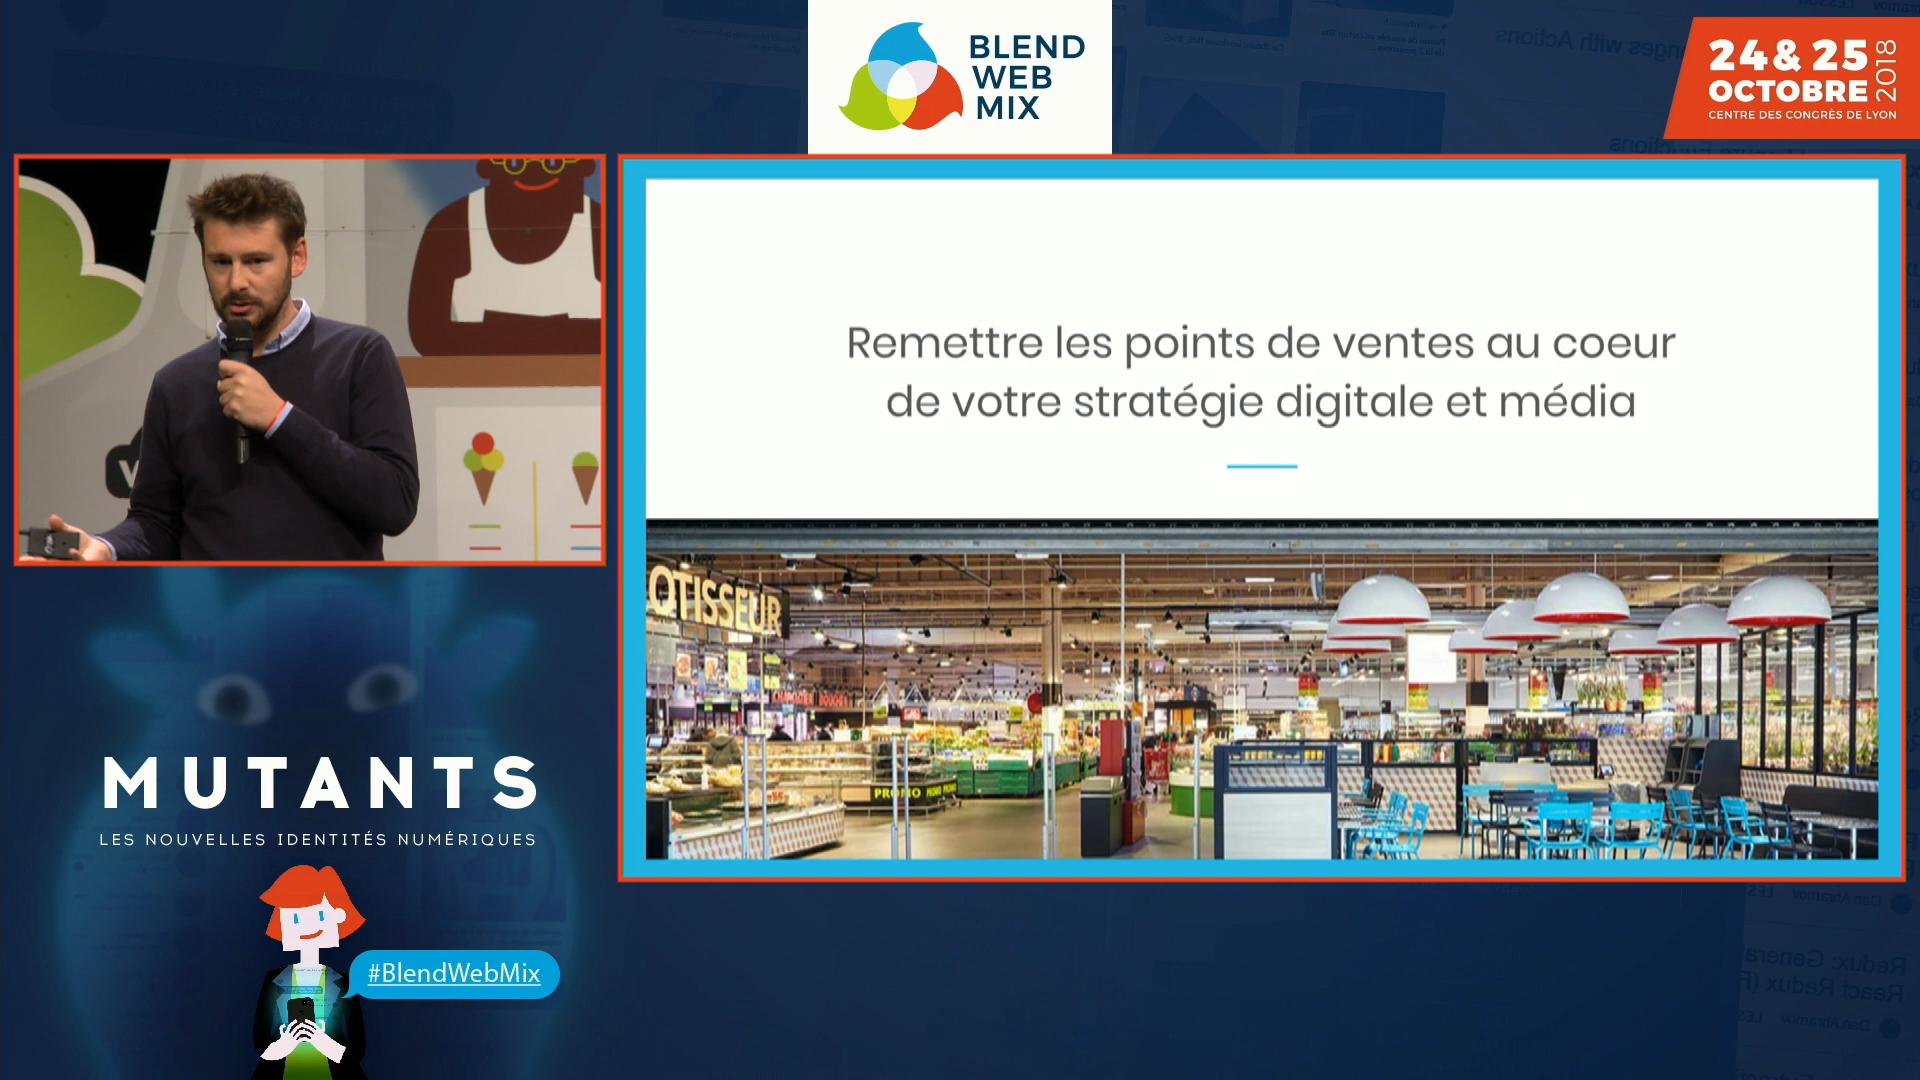 BLEND
WEB
MIX
24 & 25
OCTOBRE
2018
CENTRE DES CONGRÈS DE LYON
Remettre les points de ventes au coeur
de votre stratégie digitale et média
OTISSEUR
PROMO
MUTANTS
LES NOUVELLES IDENTITÉS NUMÉRIQUES
#BlendWebMix